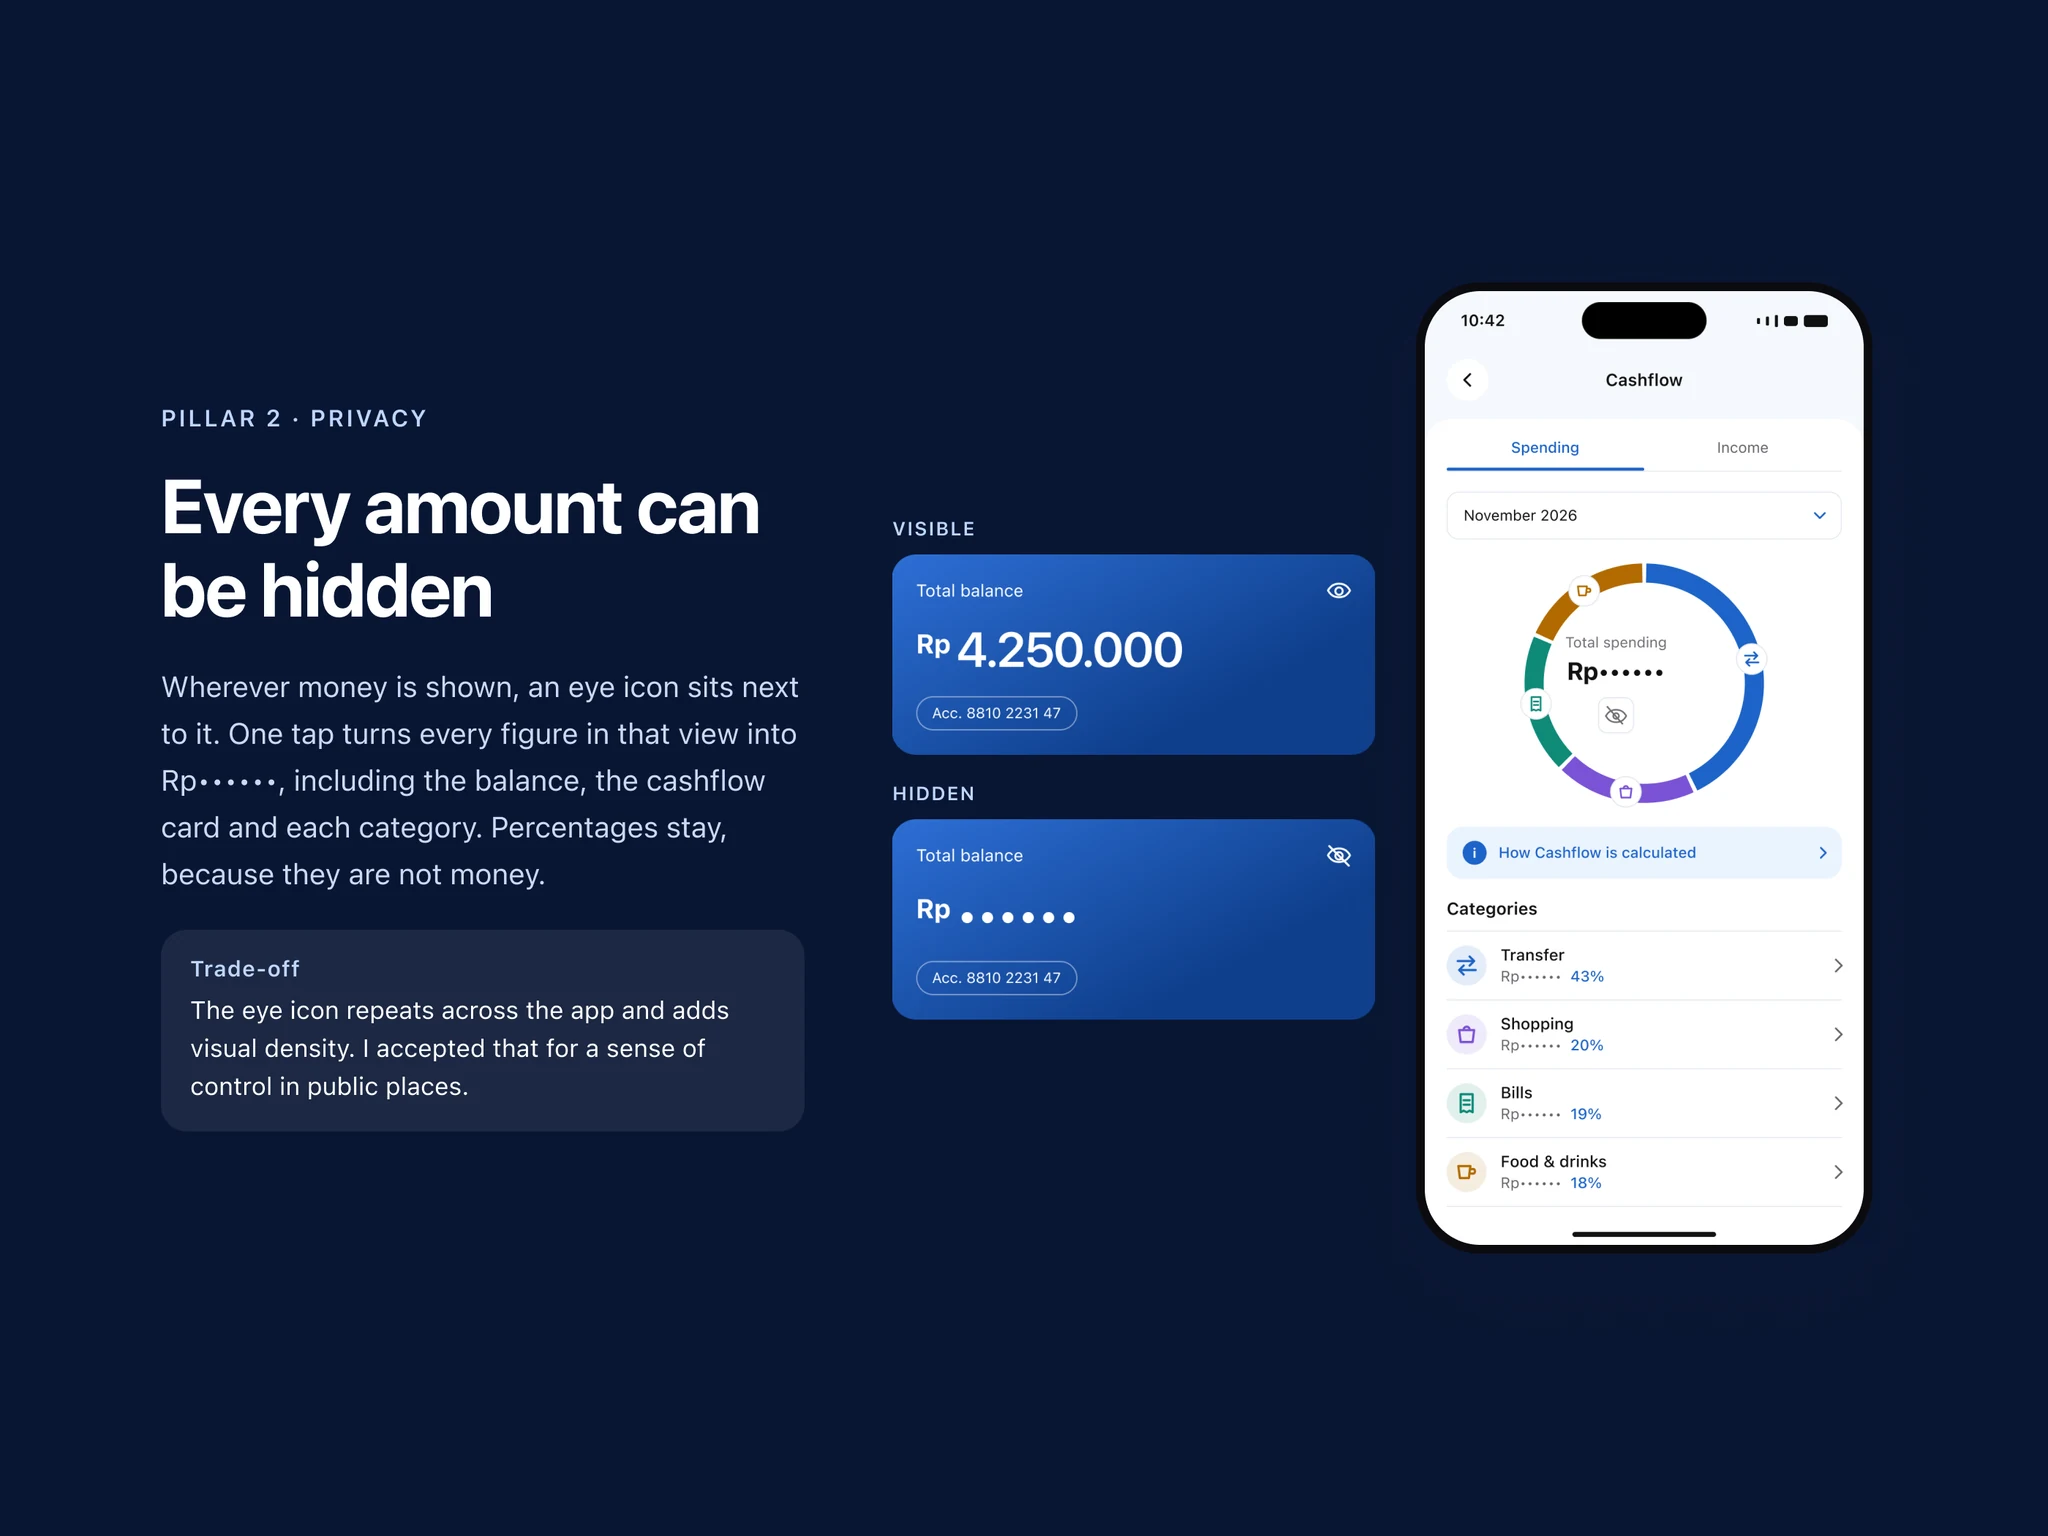 PILLAR 2 · PRIVACY
Every amount can
be hidden
Wherever money is shown, an eye icon sits next
to it. One tap turns every figure in that view into
Rp••••••, including the balance, the cashflow
card and each category. Percentages stay,
because they are not money.
Trade-off
The eye icon repeats across the app and adds
visual density. I accepted that for a sense of
control in public places.
VISIBLE
Total balance
Rp 4.250.000
Acc. 8810 2231 47
HIDDEN
Total balance
Rp ••••••
Acc. 8810 2231 47
10:42
Cashflow
Spending
Income
November 2026
Total spending
Rp••••••
How Cashflow is calculated
Categories
Transfer
Rp•••••• 43%
Shopping
Rp•••••• 20%
Bills
Rp•••••• 19%
Food & drinks
Rp•••••• 18%